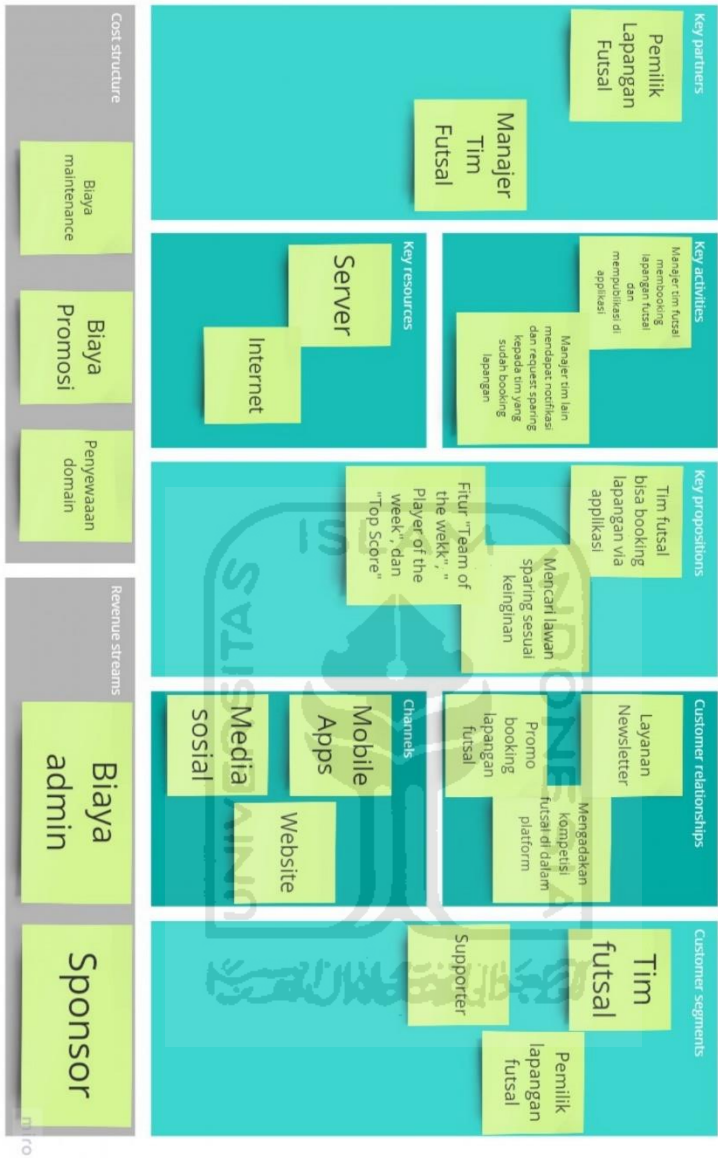 Key partners
Pemilik
Lapangan
Futsal
Manajer
Tim
Futsal
Key activities
Manajer tim futsal
membooking
lapangan futsal
dan
mempublikasi di
applikasi
Manajer tim lain
mendapat notifikasi
dan request sparing
kepada tim yang
sudah booking
lapangan
Key resources
Server
Internet
Key propositions
Tim futsal
bisa booking
lapangan via
applikasi
Mencari lawan
sparing sesuai
keinginan
Fitur "Team of
the wekk", "
Player of the
week", dan
"Top Score"
Customer relationships
Layanan
Newsletter
Promo
booking
lapangan
futsal
Mengadakan
kompetisi
futsal di dalam
platform
Channels
Mobile
Apps
Media
sosial
Website
Customer segments
Tim
futsal
Supporter
Pemilik
lapangan
futsal
Cost structure
Biaya
maintenance
Biaya
Promosi
Penyewaaan
domain
Revenue streams
Biaya
admin
Sponsor
miro
UNIVERSITAS
ISLAM
INDONESIA